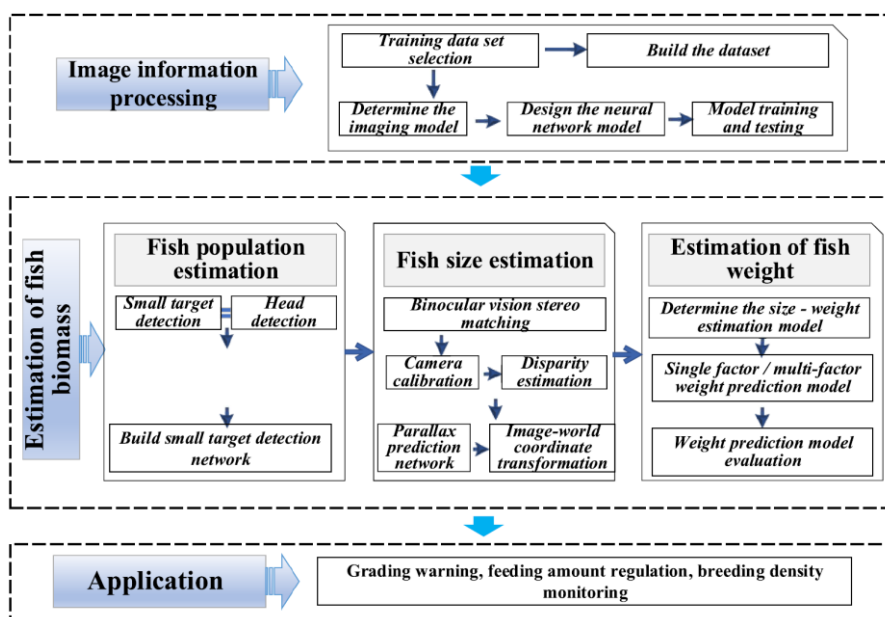 Image information
processing
Training data set
selection
Build the dataset
Determine the
imaging model
Design the neural
network model
Model training
and testing
Estimation of fish
biomass
Fish population
estimation
Small target
detection
Head
detection
Build small target detection
network
Fish size estimation
Binocular vision stereo
matching
Camera
calibration
Disparity
estimation
Parallax
prediction
network
Image-world
coordinate
transformation
Estimation of fish
weight
Determine the size - weight
estimation model
Single factor / multi-factor
weight prediction model
Weight prediction model
evaluation
Application
Grading warning, feeding amount regulation, breeding density
monitoring